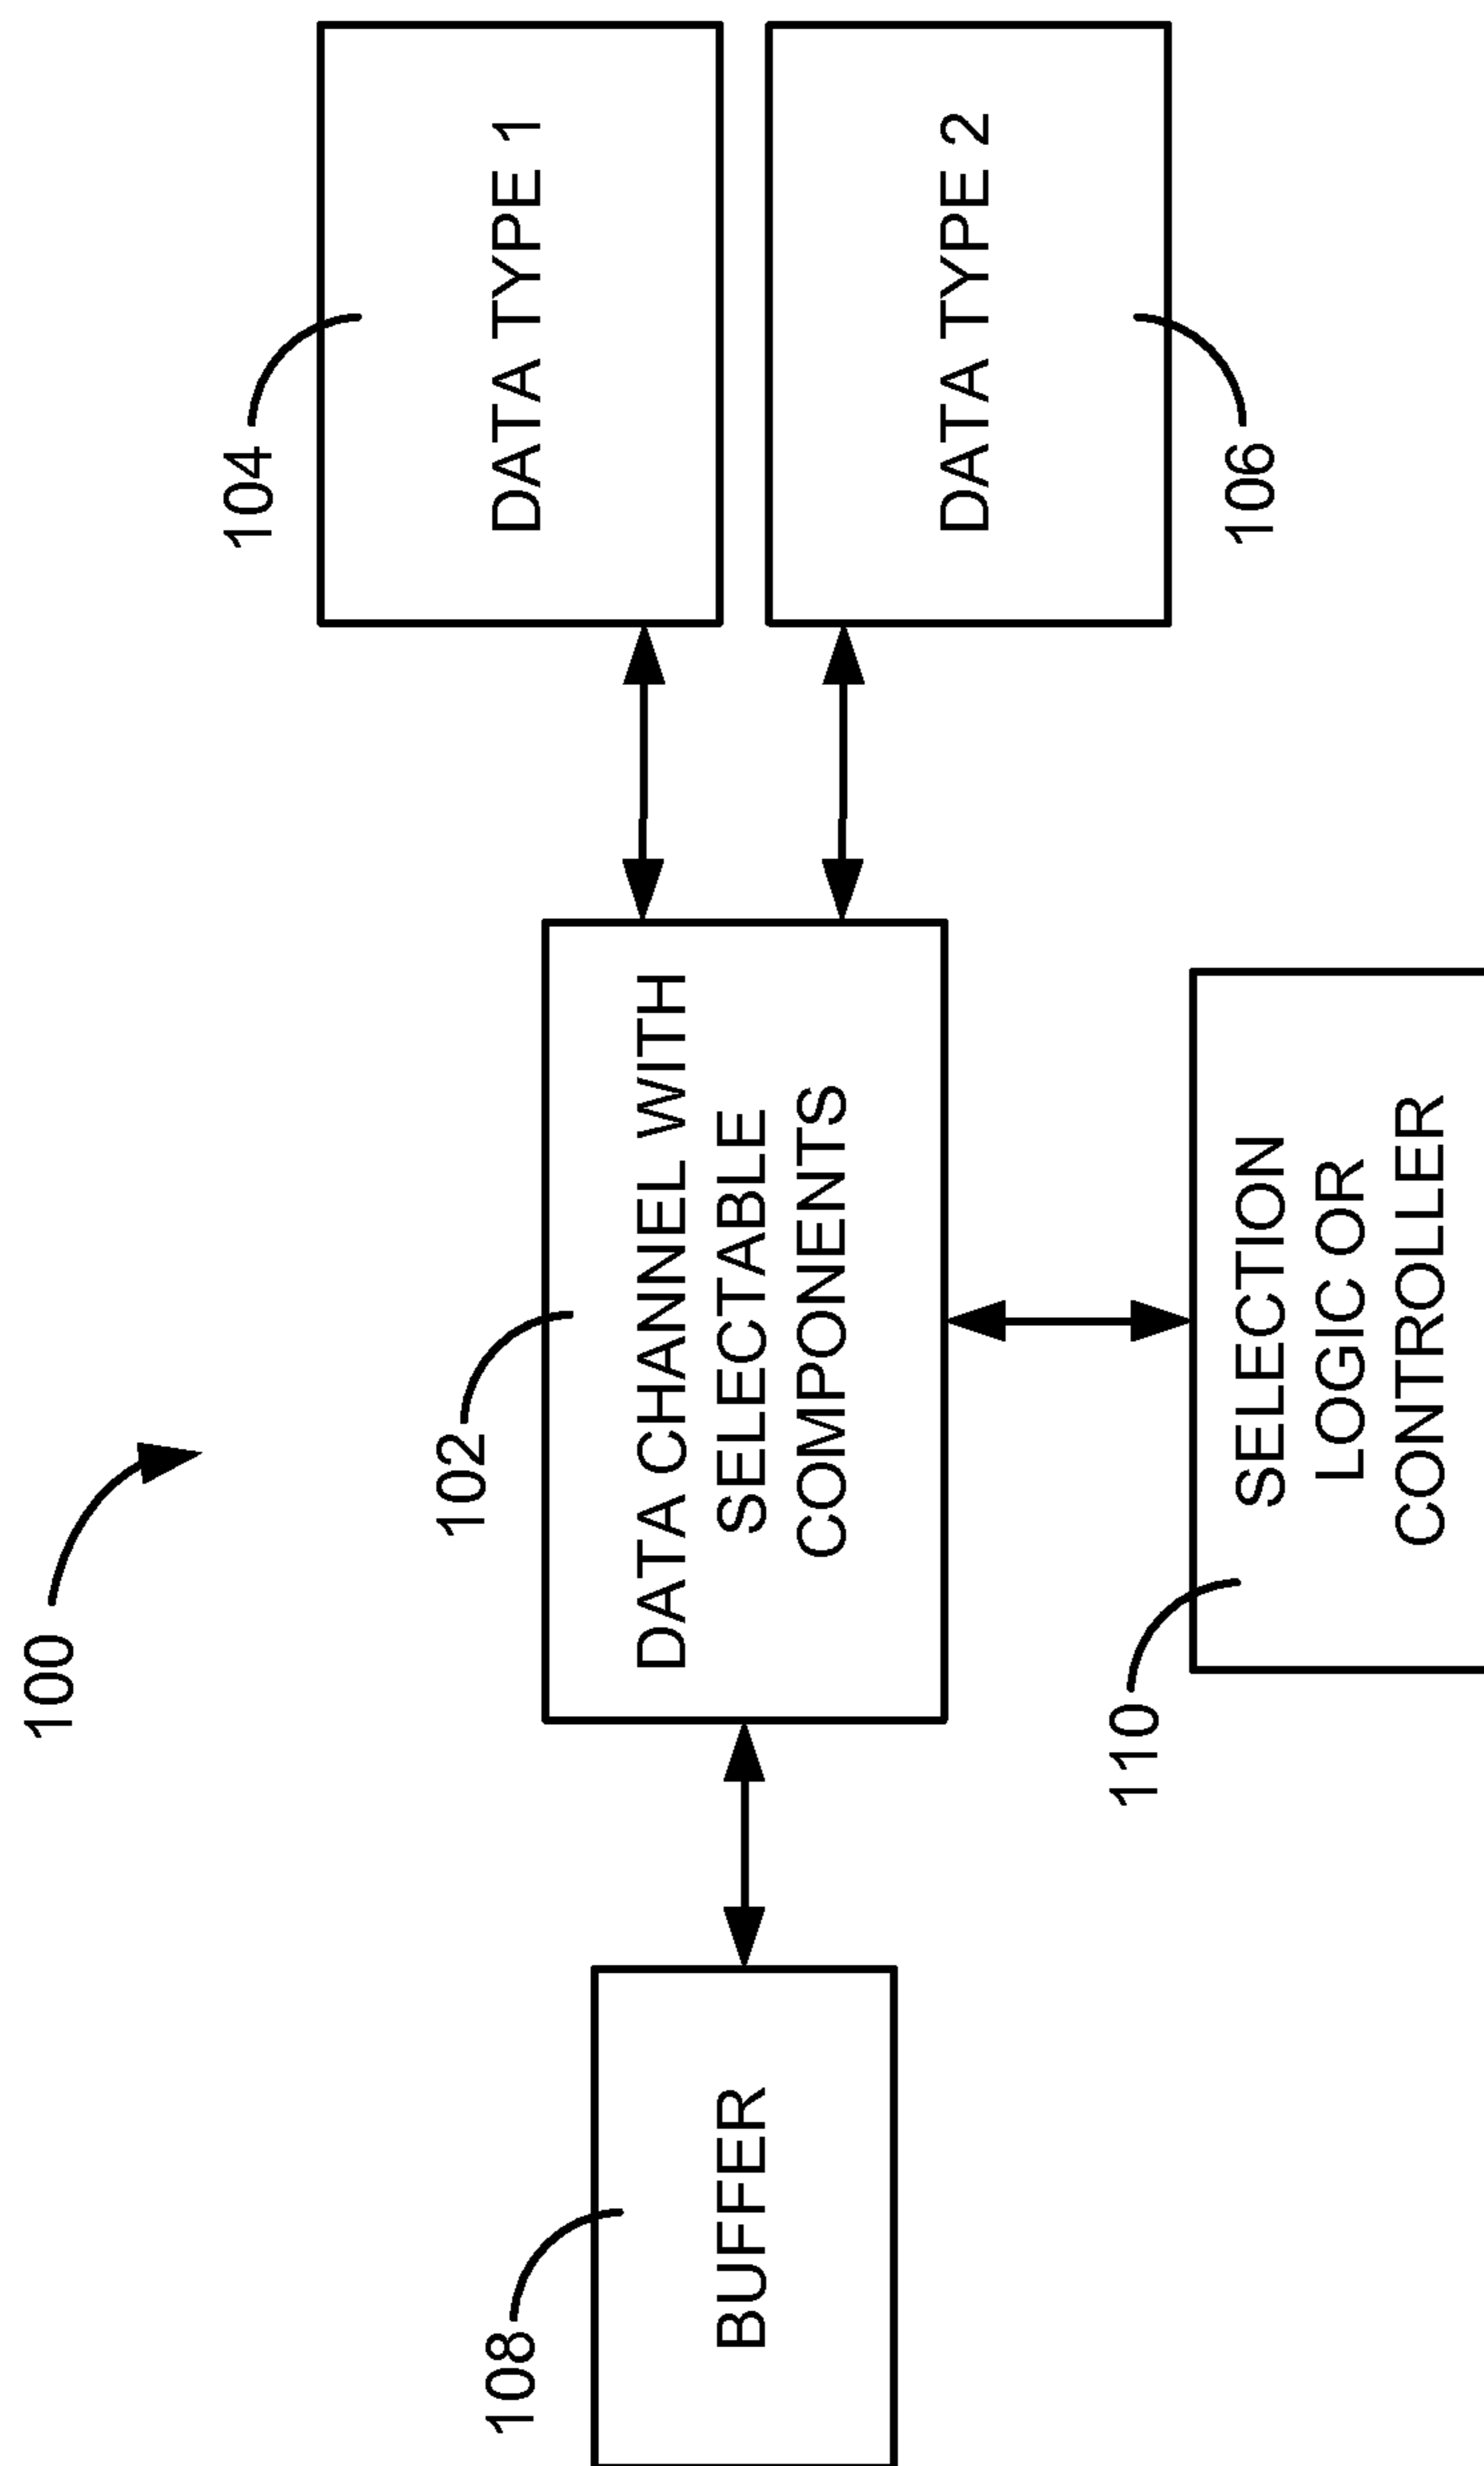 100
108
BUFFER
102
DATA CHANNEL WITH
SELECTABLE
COMPONENTS
104
DATA TYPE 1
DATA TYPE 2
106
110
SELECTION
LOGIC OR
CONTROLLER